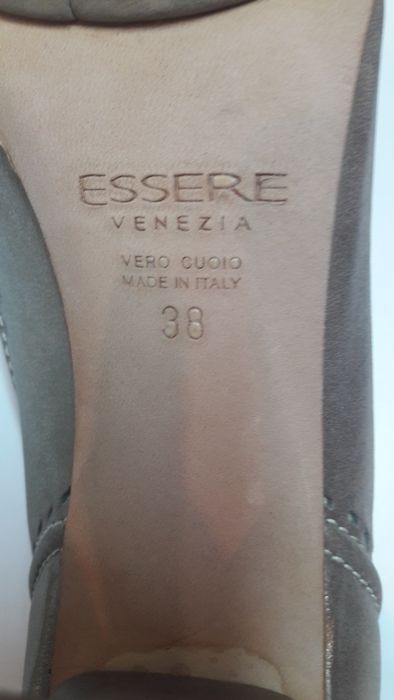 ESSERE
VENEZIA
VERO CUOIO
MADE IN ITALY
38